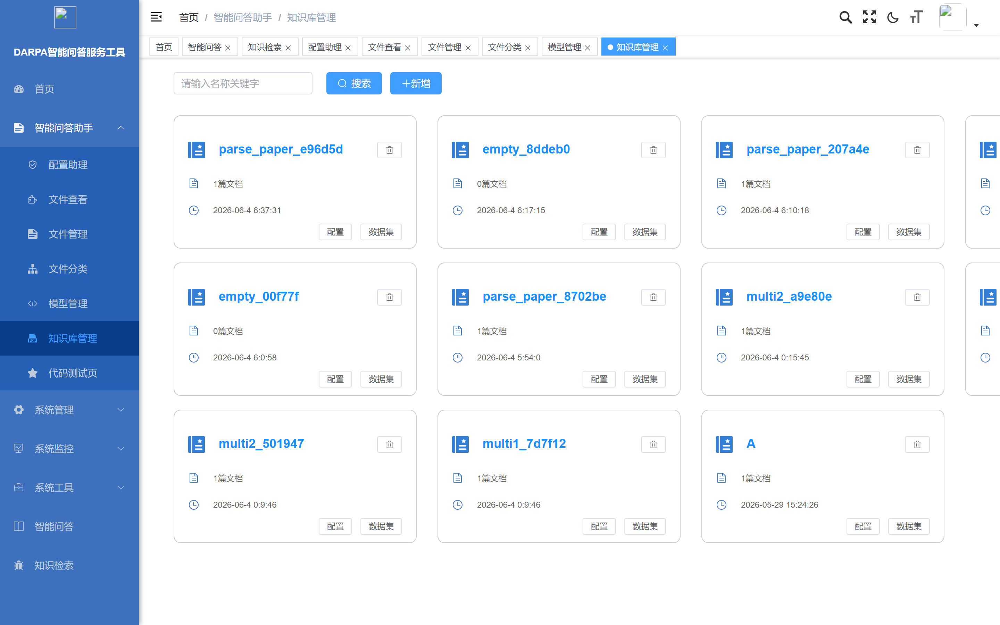 DARPA智能问答服务工具
首页
智能问答助手
配置助理
文件查看
文件管理
文件分类
模型管理
知识库管理
代码测试页
系统管理
系统监控
系统工具
智能问答
知识检索
首页 / 智能问答助手 / 知识库管理
首页 智能问答 知识检索 配置助理 文件查看 文件管理 文件分类 模型管理 知识库管理
请输入名称关键字 搜索 新增
parse_paper_e96d5d
1篇文档
2026-06-4 6:37:31
配置 数据集
empty_8ddeb0
0篇文档
2026-06-4 6:17:15
配置 数据集
parse_paper_207a4e
1篇文档
2026-06-4 6:10:18
配置 数据集
empty_00f77f
0篇文档
2026-06-4 6:0:58
配置 数据集
parse_paper_8702be
1篇文档
2026-06-4 5:54:0
配置 数据集
multi2_a9e80e
1篇文档
2026-06-4 0:15:45
配置 数据集
multi2_501947
1篇文档
2026-06-4 0:9:46
配置 数据集
multi1_7d7f12
1篇文档
2026-06-4 0:9:46
配置 数据集
A
1篇文档
2026-05-29 15:24:26
配置 数据集